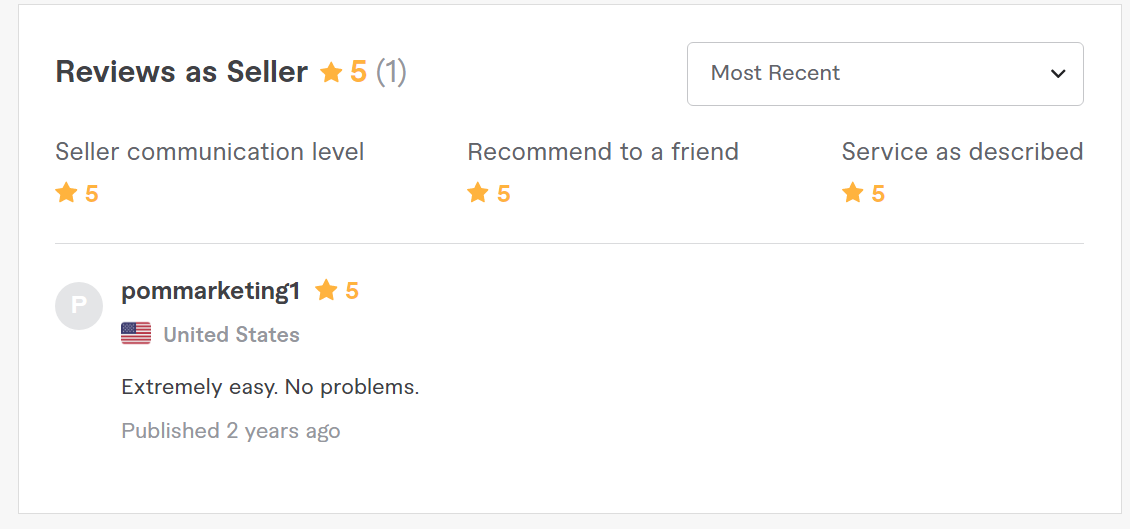 Reviews as Seller 5 (1)
Most Recent
Seller communication level
5
Recommend to a friend
5
Service as described
5
P
pommarketing1 5
United States
Extremely easy. No problems.
Published 2 years ago